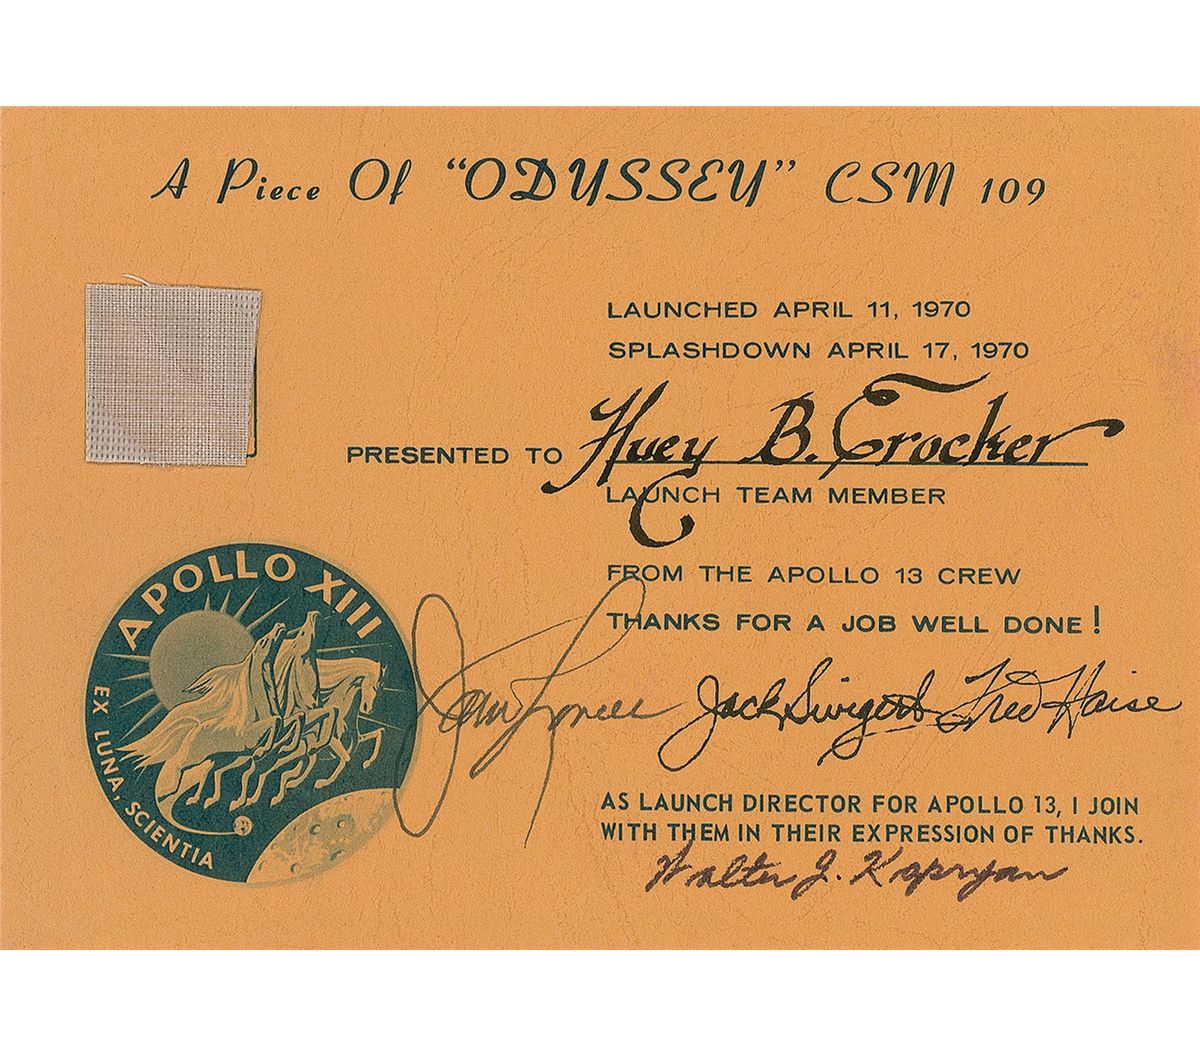 A Piece Of "ODYSSEY" CSM 109
LAUNCHED APRIL 11, 1970
SPLASHDOWN APRIL 17, 1970
PRESENTED TO Huey B. Crocker
LAUNCH TEAM MEMBER
FROM THE APOLLO 13 CREW
THANKS FOR A JOB WELL DONE!
APOLLO XIII
EX LUNA, SCIENTIA
James Lovell Jack Swigert Fred Haise
AS LAUNCH DIRECTOR FOR APOLLO 13, I JOIN
WITH THEM IN THEIR EXPRESSION OF THANKS.
Walter J. Kapryan